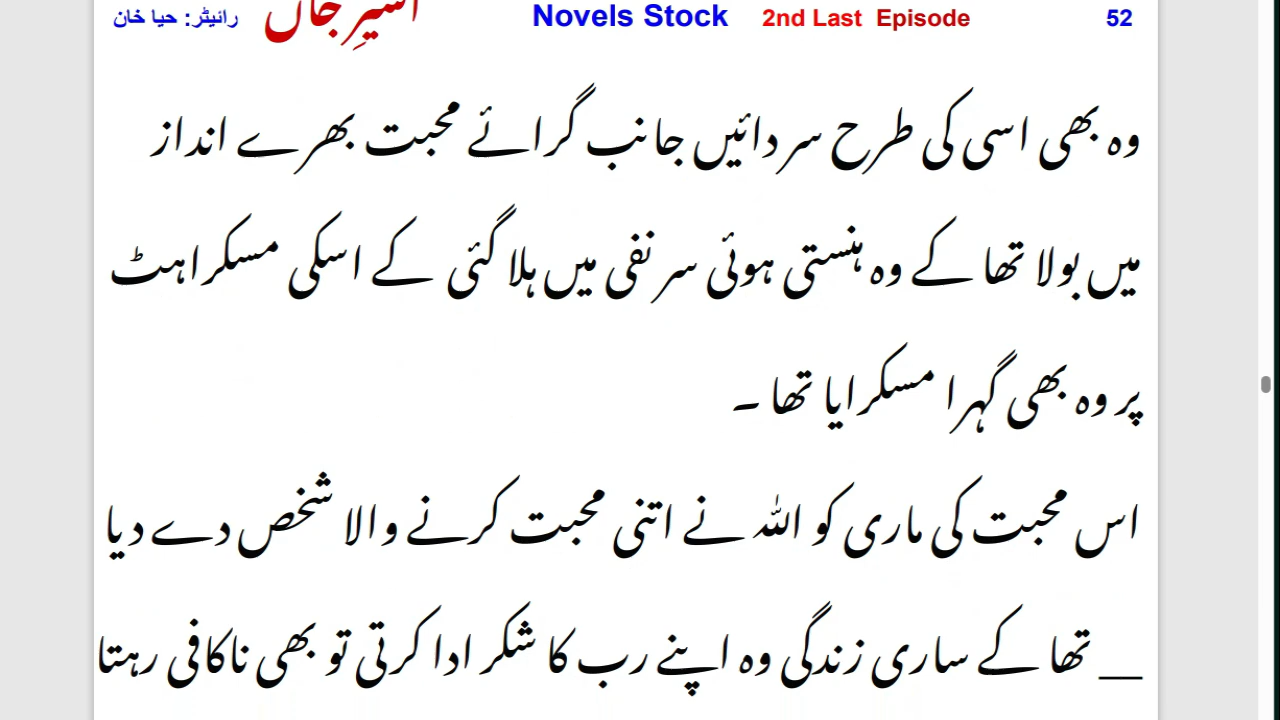 رائیٹر: حیا خان اسیرِ جاں Novels Stock 2nd Last Episode 52
وہ بھی اسی کی طرح سر دائیں جانب گرائے محبت بھرے انداز
میں بولا تھا کے وہ ہنستی ہوئی سر نفی میں ہلا گئی کے اسکی مسکراہٹ
پر وہ بھی گہرا مسکرایا تھا ۔
اس محبت کی ماری کو اللہ نے اتنی محبت کرنے والا شخص دے دیا
__ تھا کے ساری زندگی وہ اپنے رب کا شکر ادا کرتی تو بھی ناکافی رہتا